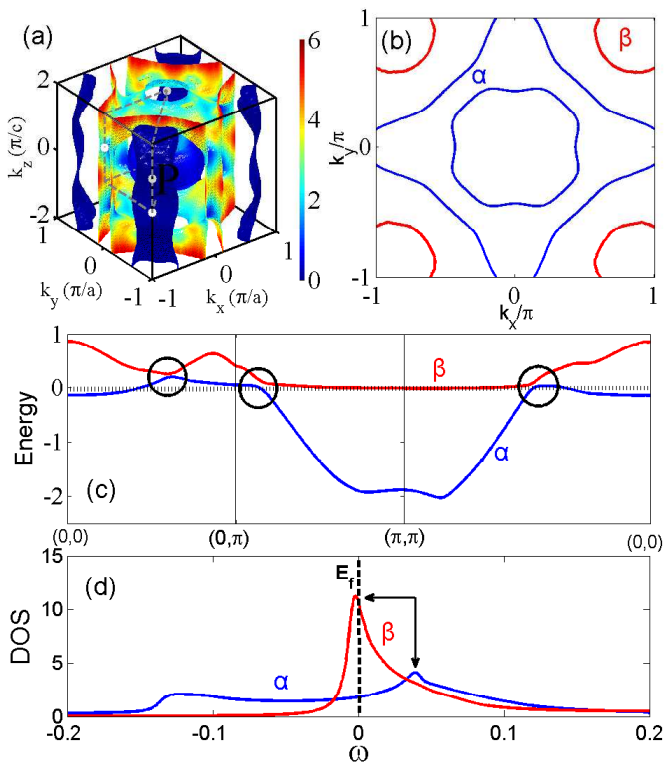 (a)
6
4
2
0
2
0
-2
k_z (π/c)
P
1
0
-1
k_y (π/a)
-1
0
1
k_x (π/a)
(b)
1
0
-1
k_y/π
α
β
-1
0
1
k_x/π
1
0
-1
-2
Energy
β
α
(c)
(0,0)
(0,π)
(π,π)
(0,0)
(d)
15
10
5
0
DOS
E_f
β
α
-0.2
-0.1
0
0.1
0.2
ω